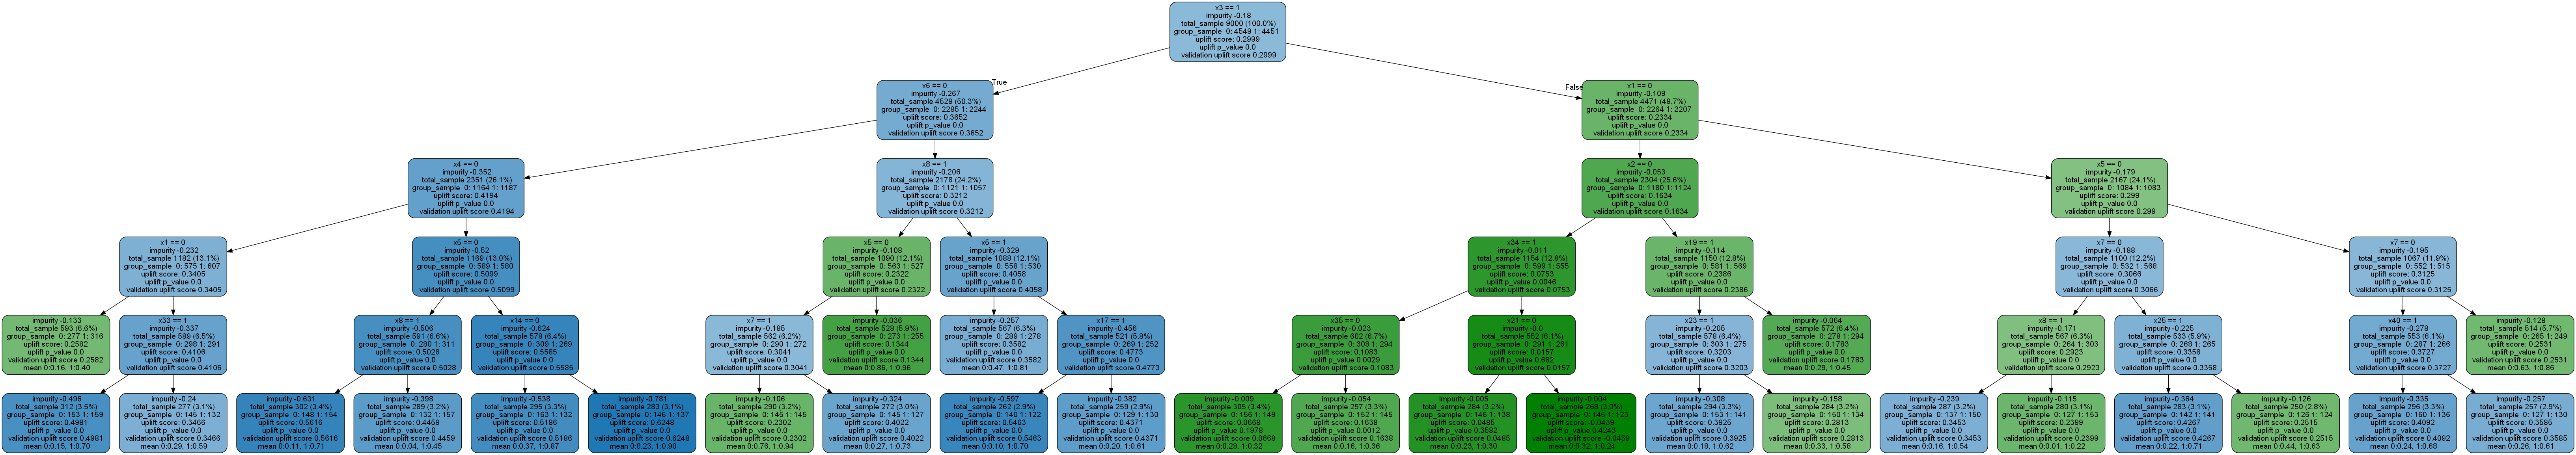 x3 == 1
impurity -0.18
total_sample 9000 (100.0%)
group_sample 0: 4549 1: 4451
uplift score: 0.2999
uplift p_value 0.0
validation uplift score 0.2999
True
False
x6 == 0
impurity -0.267
total_sample 4529 (50.3%)
group_sample 0: 2285 1: 2244
uplift score: 0.3652
uplift p_value 0.0
validation uplift score 0.3652
x1 == 0
impurity -0.109
total_sample 4471 (49.7%)
group_sample 0: 2264 1: 2207
uplift score: 0.2334
uplift p_value 0.0
validation uplift score 0.2334
x4 == 0
impurity -0.352
total_sample 2351 (26.1%)
group_sample 0: 1164 1: 1187
uplift score: 0.4194
uplift p_value 0.0
validation uplift score 0.4194
x8 == 1
impurity -0.206
total_sample 2178 (24.2%)
group_sample 0: 1121 1: 1057
uplift score: 0.3212
uplift p_value 0.0
validation uplift score 0.3212
x2 == 0
impurity -0.053
total_sample 2304 (25.6%)
group_sample 0: 1180 1: 1124
uplift score: 0.1634
uplift p_value 0.0
validation uplift score 0.1634
x5 == 0
impurity -0.179
total_sample 2167 (24.1%)
group_sample 0: 1084 1: 1083
uplift score: 0.299
uplift p_value 0.0
validation uplift score 0.299
x1 == 0
impurity -0.232
total_sample 1182 (13.1%)
group_sample 0: 575 1: 607
uplift score: 0.3405
uplift p_value 0.0
validation uplift score 0.3405
x5 == 0
impurity -0.52
total_sample 1169 (13.0%)
group_sample 0: 589 1: 580
uplift score: 0.5099
uplift p_value 0.0
validation uplift score 0.5099
x5 == 0
impurity -0.108
total_sample 1090 (12.1%)
group_sample 0: 563 1: 527
uplift score: 0.2322
uplift p_value 0.0
validation uplift score 0.2322
x5 == 1
impurity -0.329
total_sample 1088 (12.1%)
group_sample 0: 558 1: 530
uplift score: 0.4058
uplift p_value 0.0
validation uplift score 0.4058
x34 == 1
impurity -0.011
total_sample 1154 (12.8%)
group_sample 0: 599 1: 555
uplift score: 0.0753
uplift p_value 0.0046
validation uplift score 0.0753
x19 == 1
impurity -0.114
total_sample 1150 (12.8%)
group_sample 0: 581 1: 569
uplift score: 0.2386
uplift p_value 0.0
validation uplift score 0.2386
x7 == 0
impurity -0.188
total_sample 1100 (12.2%)
group_sample 0: 532 1: 568
uplift score: 0.3066
uplift p_value 0.0
validation uplift score 0.3066
x7 == 0
impurity -0.195
total_sample 1067 (11.9%)
group_sample 0: 552 1: 515
uplift score: 0.3125
uplift p_value 0.0
validation uplift score 0.3125
impurity -0.133
total_sample 593 (6.6%)
group_sample 0: 277 1: 316
uplift score: 0.2582
uplift p_value 0.0
validation uplift score 0.2582
mean 0:0.16, 1:0.40
x33 == 1
impurity -0.337
total_sample 589 (6.5%)
group_sample 0: 298 1: 291
uplift score: 0.4106
uplift p_value 0.0
validation uplift score 0.4106
x8 == 1
impurity -0.506
total_sample 591 (6.6%)
group_sample 0: 280 1: 311
uplift score: 0.5028
uplift p_value 0.0
validation uplift score 0.5028
x14 == 0
impurity -0.624
total_sample 578 (6.4%)
group_sample 0: 309 1: 269
uplift score: 0.5585
uplift p_value 0.0
validation uplift score 0.5585
x7 == 1
impurity -0.185
total_sample 562 (6.2%)
group_sample 0: 290 1: 272
uplift score: 0.3041
uplift p_value 0.0
validation uplift score 0.3041
impurity -0.036
total_sample 528 (5.9%)
group_sample 0: 273 1: 255
uplift score: 0.1344
uplift p_value 0.0
validation uplift score 0.1344
mean 0:0.86, 1:0.96
impurity -0.257
total_sample 567 (6.3%)
group_sample 0: 289 1: 278
uplift score: 0.3582
uplift p_value 0.0
validation uplift score 0.3582
mean 0:0.47, 1:0.81
x17 == 1
impurity -0.456
total_sample 521 (5.8%)
group_sample 0: 269 1: 252
uplift score: 0.4773
uplift p_value 0.0
validation uplift score 0.4773
x35 == 0
impurity -0.023
total_sample 602 (6.7%)
group_sample 0: 308 1: 294
uplift score: 0.1083
uplift p_value 0.0029
validation uplift score 0.1083
x21 == 0
impurity -0.0
total_sample 552 (6.1%)
group_sample 0: 291 1: 261
uplift score: 0.0157
uplift p_value 0.682
validation uplift score 0.0157
x23 == 1
impurity -0.205
total_sample 578 (6.4%)
group_sample 0: 303 1: 275
uplift score: 0.3203
uplift p_value 0.0
validation uplift score 0.3203
impurity -0.064
total_sample 572 (6.4%)
group_sample 0: 278 1: 294
uplift score: 0.1783
uplift p_value 0.0
validation uplift score 0.1783
mean 0:0.29, 1:0.45
x8 == 1
impurity -0.171
total_sample 567 (6.3%)
group_sample 0: 264 1: 303
uplift score: 0.2923
uplift p_value 0.0
validation uplift score 0.2923
x25 == 1
impurity -0.225
total_sample 533 (5.9%)
group_sample 0: 268 1: 265
uplift score: 0.3358
uplift p_value 0.0
validation uplift score 0.3358
x40 == 1
impurity -0.278
total_sample 553 (6.1%)
group_sample 0: 287 1: 266
uplift score: 0.3727
uplift p_value 0.0
validation uplift score 0.3727
impurity -0.128
total_sample 514 (5.7%)
group_sample 0: 265 1: 249
uplift score: 0.2531
uplift p_value 0.0
validation uplift score 0.2531
mean 0:0.63, 1:0.86
impurity -0.496
total_sample 312 (3.5%)
group_sample 0: 153 1: 159
uplift score: 0.4981
uplift p_value 0.0
validation uplift score 0.4981
mean 0:0.15, 1:0.70
impurity -0.24
total_sample 277 (3.1%)
group_sample 0: 145 1: 132
uplift score: 0.3466
uplift p_value 0.0
validation uplift score 0.3466
mean 0:0.29, 1:0.59
impurity -0.631
total_sample 302 (3.4%)
group_sample 0: 148 1: 154
uplift score: 0.5616
uplift p_value 0.0
validation uplift score 0.5616
mean 0:0.11, 1:0.71
impurity -0.398
total_sample 289 (3.2%)
group_sample 0: 132 1: 157
uplift score: 0.4459
uplift p_value 0.0
validation uplift score 0.4459
mean 0:0.04, 1:0.45
impurity -0.538
total_sample 295 (3.3%)
group_sample 0: 163 1: 132
uplift score: 0.5186
uplift p_value 0.0
validation uplift score 0.5186
mean 0:0.37, 1:0.87
impurity -0.781
total_sample 283 (3.1%)
group_sample 0: 146 1: 137
uplift score: 0.6248
uplift p_value 0.0
validation uplift score 0.6248
mean 0:0.23, 1:0.90
impurity -0.106
total_sample 290 (3.2%)
group_sample 0: 145 1: 145
uplift score: 0.2302
uplift p_value 0.0
validation uplift score 0.2302
mean 0:0.76, 1:0.94
impurity -0.324
total_sample 272 (3.0%)
group_sample 0: 145 1: 127
uplift score: 0.4022
uplift p_value 0.0
validation uplift score 0.4022
mean 0:0.27, 1:0.73
impurity -0.597
total_sample 262 (2.9%)
group_sample 0: 140 1: 122
uplift score: 0.5463
uplift p_value 0.0
validation uplift score 0.5463
mean 0:0.10, 1:0.70
impurity -0.382
total_sample 259 (2.9%)
group_sample 0: 129 1: 130
uplift score: 0.4371
uplift p_value 0.0
validation uplift score 0.4371
mean 0:0.20, 1:0.61
impurity -0.009
total_sample 305 (3.4%)
group_sample 0: 156 1: 149
uplift score: 0.0668
uplift p_value 0.1978
validation uplift score 0.0668
mean 0:0.28, 1:0.32
impurity -0.054
total_sample 297 (3.3%)
group_sample 0: 152 1: 145
uplift score: 0.1638
uplift p_value 0.0012
validation uplift score 0.1638
mean 0:0.16, 1:0.36
impurity -0.005
total_sample 284 (3.2%)
group_sample 0: 146 1: 138
uplift score: 0.0485
uplift p_value 0.3582
validation uplift score 0.0485
mean 0:0.23, 1:0.30
impurity -0.004
total_sample 268 (3.0%)
group_sample 0: 145 1: 123
uplift score: -0.0439
uplift p_value 0.4243
validation uplift score -0.0439
mean 0:0.32, 1:0.24
impurity -0.308
total_sample 294 (3.3%)
group_sample 0: 153 1: 141
uplift score: 0.3925
uplift p_value 0.0
validation uplift score 0.3925
mean 0:0.18, 1:0.62
impurity -0.158
total_sample 284 (3.2%)
group_sample 0: 150 1: 134
uplift score: 0.2813
uplift p_value 0.0
validation uplift score 0.2813
mean 0:0.33, 1:0.58
impurity -0.239
total_sample 287 (3.2%)
group_sample 0: 137 1: 150
uplift score: 0.3453
uplift p_value 0.0
validation uplift score 0.3453
mean 0:0.16, 1:0.54
impurity -0.115
total_sample 280 (3.1%)
group_sample 0: 127 1: 153
uplift score: 0.2399
uplift p_value 0.0
validation uplift score 0.2399
mean 0:0.01, 1:0.22
impurity -0.364
total_sample 283 (3.1%)
group_sample 0: 142 1: 141
uplift score: 0.4267
uplift p_value 0.0
validation uplift score 0.4267
mean 0:0.22, 1:0.71
impurity -0.126
total_sample 250 (2.8%)
group_sample 0: 126 1: 124
uplift score: 0.2515
uplift p_value 0.0
validation uplift score 0.2515
mean 0:0.44, 1:0.63
impurity -0.335
total_sample 296 (3.3%)
group_sample 0: 160 1: 136
uplift score: 0.4092
uplift p_value 0.0
validation uplift score 0.4092
mean 0:0.24, 1:0.68
impurity -0.257
total_sample 257 (2.9%)
group_sample 0: 127 1: 130
uplift score: 0.3585
uplift p_value 0.0
validation uplift score 0.3585
mean 0:0.26, 1:0.61